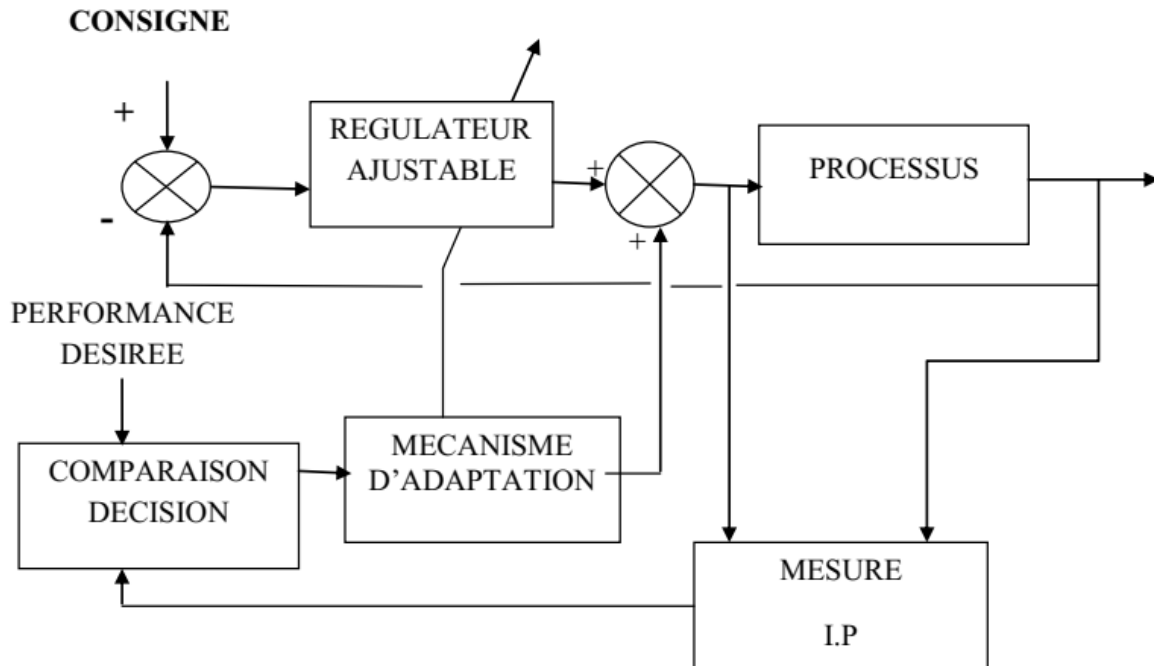 CONSIGNE
+
-
REGULATEUR
AJUSTABLE
+
+
PROCESSUS
PERFORMANCE
DESIREE
COMPARAISON
DECISION
MECANISME
D’ADAPTATION
MESURE
I.P